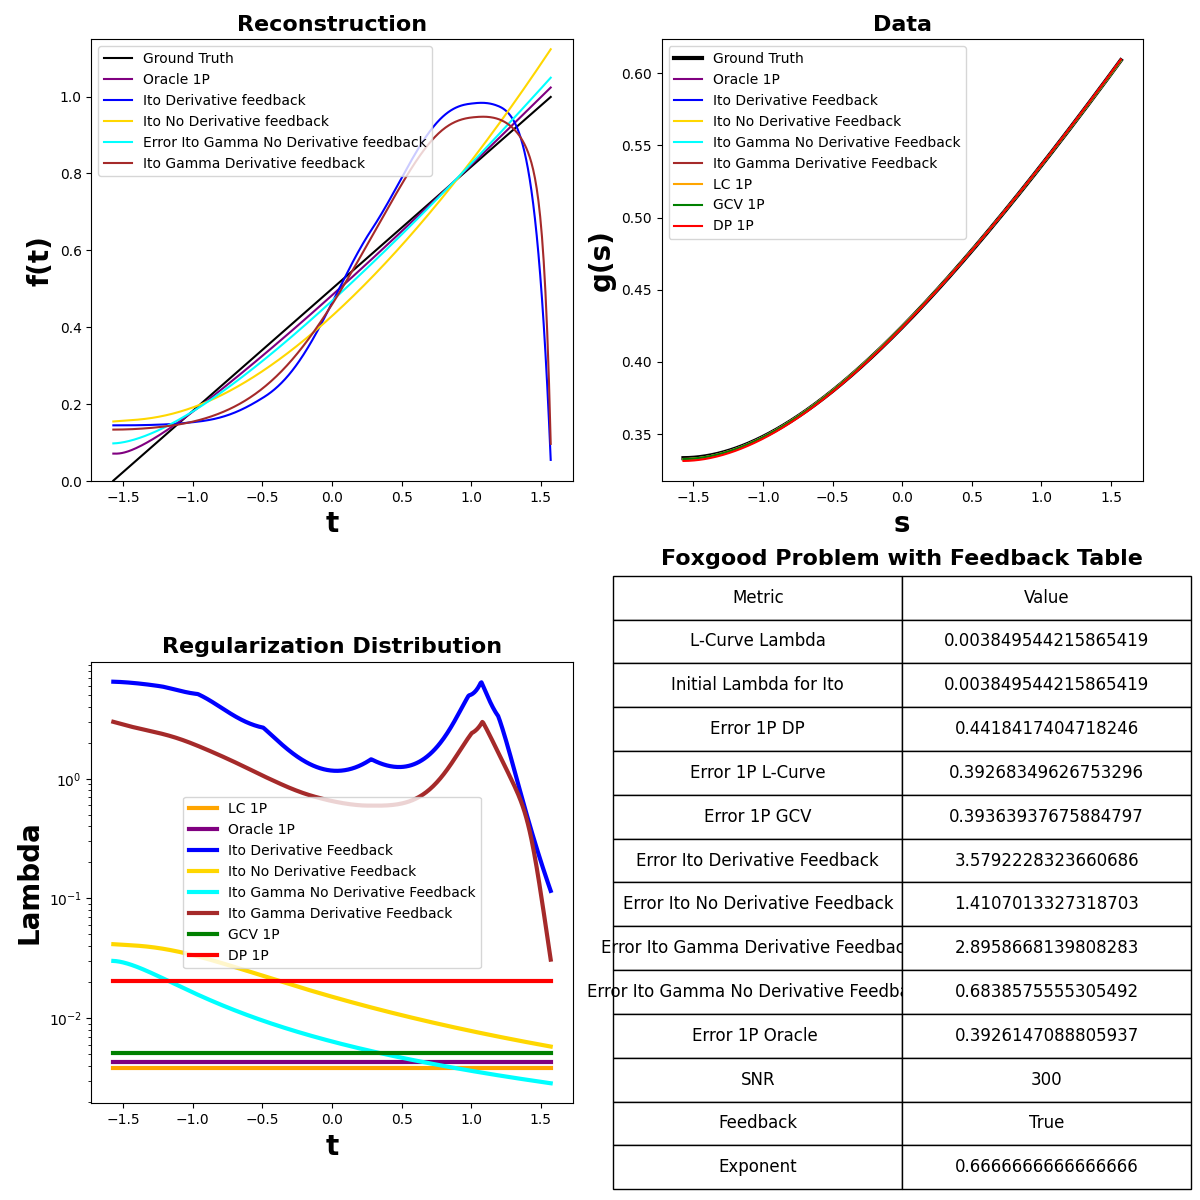 Reconstruction
Ground Truth
Oracle 1P
Ito Derivative feedback
Ito No Derivative feedback
Error Ito Gamma No Derivative feedback
Ito Gamma Derivative feedback
f(t)
1.0
0.8
0.6
0.4
0.2
0.0
−1.5 −1.0 −0.5 0.0 0.5 1.0 1.5
t
Data
Ground Truth
Oracle 1P
Ito Derivative Feedback
Ito No Derivative Feedback
Ito Gamma No Derivative Feedback
Ito Gamma Derivative Feedback
LC 1P
GCV 1P
DP 1P
g(s)
0.60
0.55
0.50
0.45
0.40
0.35
−1.5 −1.0 −0.5 0.0 0.5 1.0 1.5
s
Regularization Distribution
LC 1P
Oracle 1P
Ito Derivative Feedback
Ito No Derivative Feedback
Ito Gamma No Derivative Feedback
Ito Gamma Derivative Feedback
GCV 1P
DP 1P
Lambda
10⁰
10⁻¹
10⁻²
−1.5 −1.0 −0.5 0.0 0.5 1.0 1.5
t
Foxgood Problem with Feedback Table
Metric Value
L-Curve Lambda 0.003849544215865419
Initial Lambda for Ito 0.003849544215865419
Error 1P DP 0.4418417404718246
Error 1P L-Curve 0.39268349626753296
Error 1P GCV 0.39363937675884797
Error Ito Derivative Feedback 3.5792228323660686
Error Ito No Derivative Feedback 1.4107013327318703
Error Ito Gamma Derivative Feedbac 2.8958668139808283
Error Ito Gamma No Derivative Feedba 0.6838575555305492
Error 1P Oracle 0.3926147088805937
SNR 300
Feedback True
Exponent 0.6666666666666666